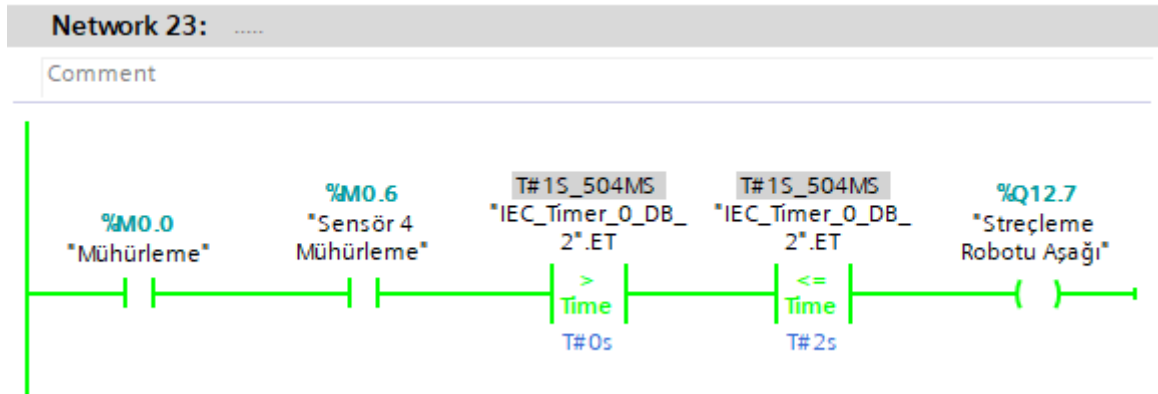 Network 23: .....
Comment
%M0.0
"Mühürleme"
%M0.6
"Sensör 4
Mühürleme"
T#1S_504MS
"IEC_Timer_0_DB_
2".ET
>
Time
T#0s
T#1S_504MS
"IEC_Timer_0_DB_
2".ET
<=
Time
T#2s
%Q12.7
"Streçleme
Robotu Aşağı"